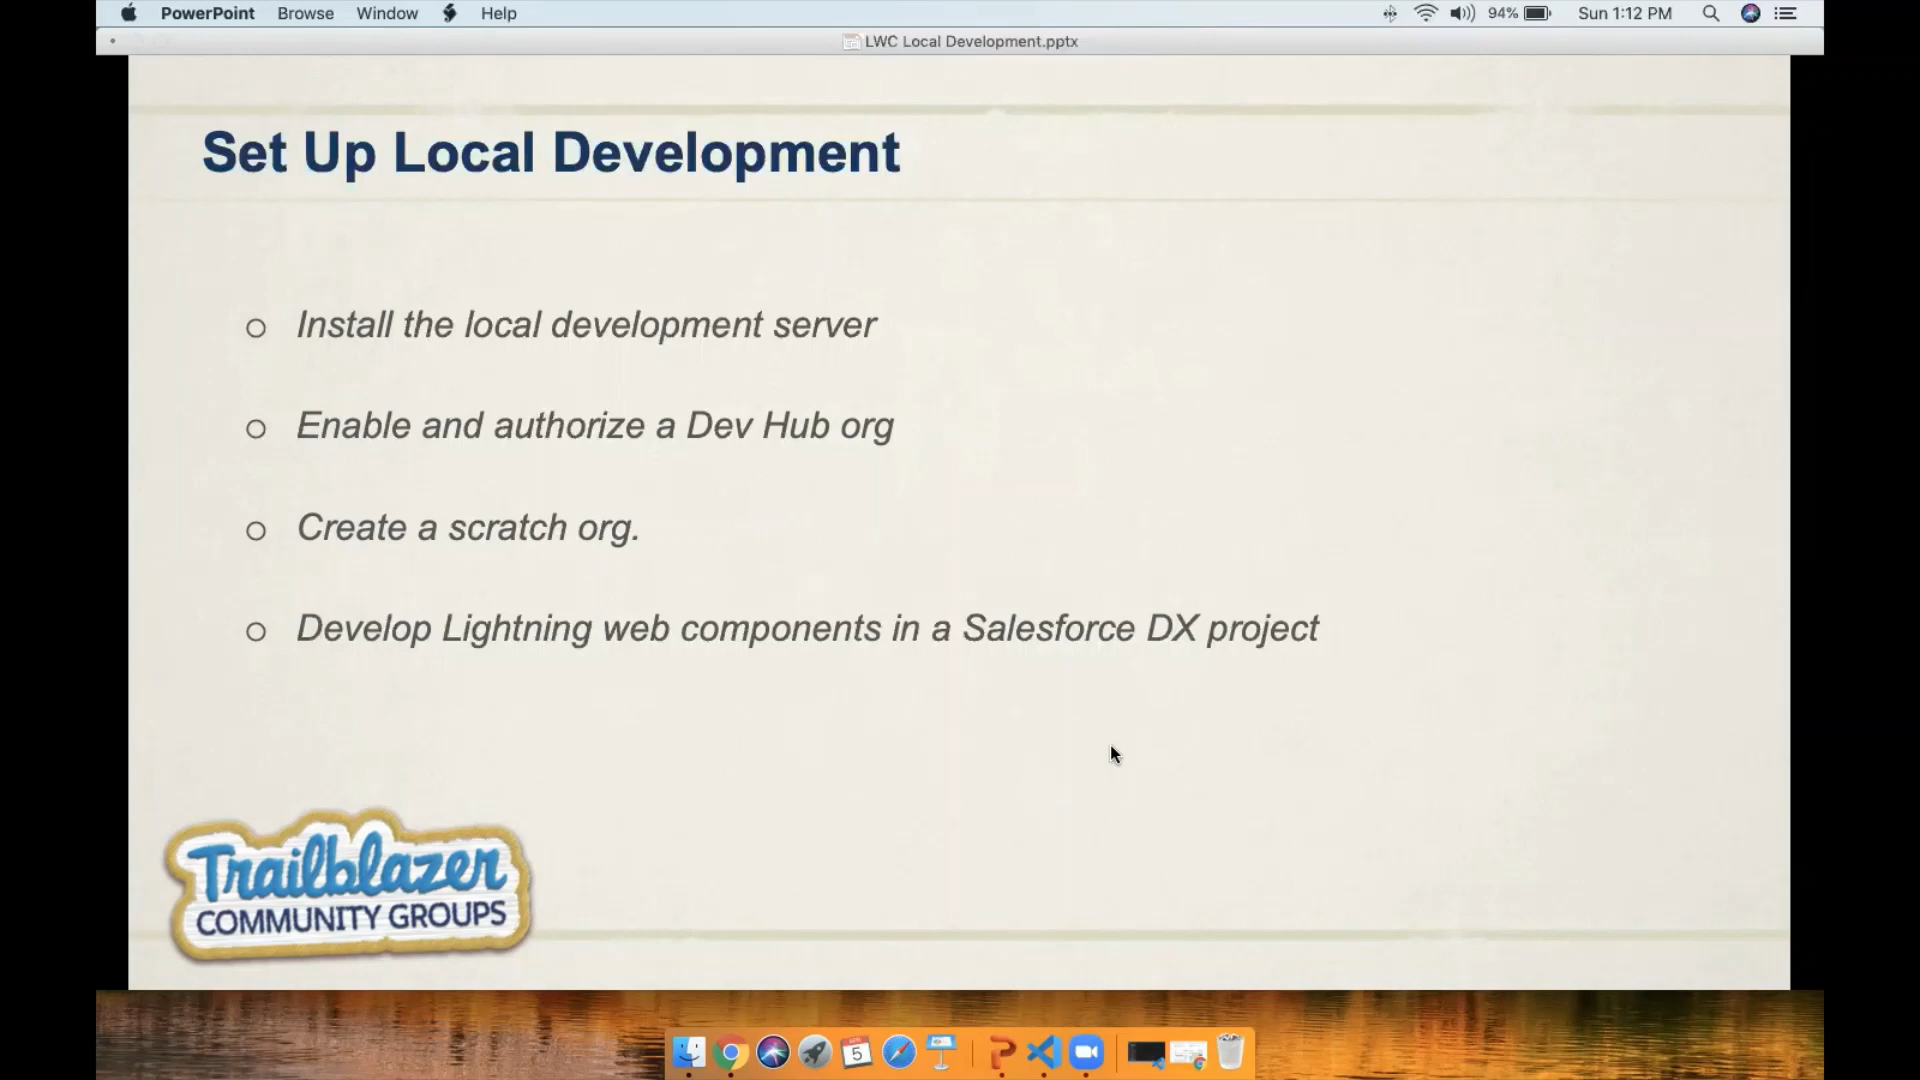 PowerPoint Browse Window Help 94% Sun 1:12 PM
LWC Local Development.pptx
Set Up Local Development
Install the local development server
Enable and authorize a Dev Hub org
Create a scratch org.
Develop Lightning web components in a Salesforce DX project
Trailblazer
COMMUNITY GROUPS
5